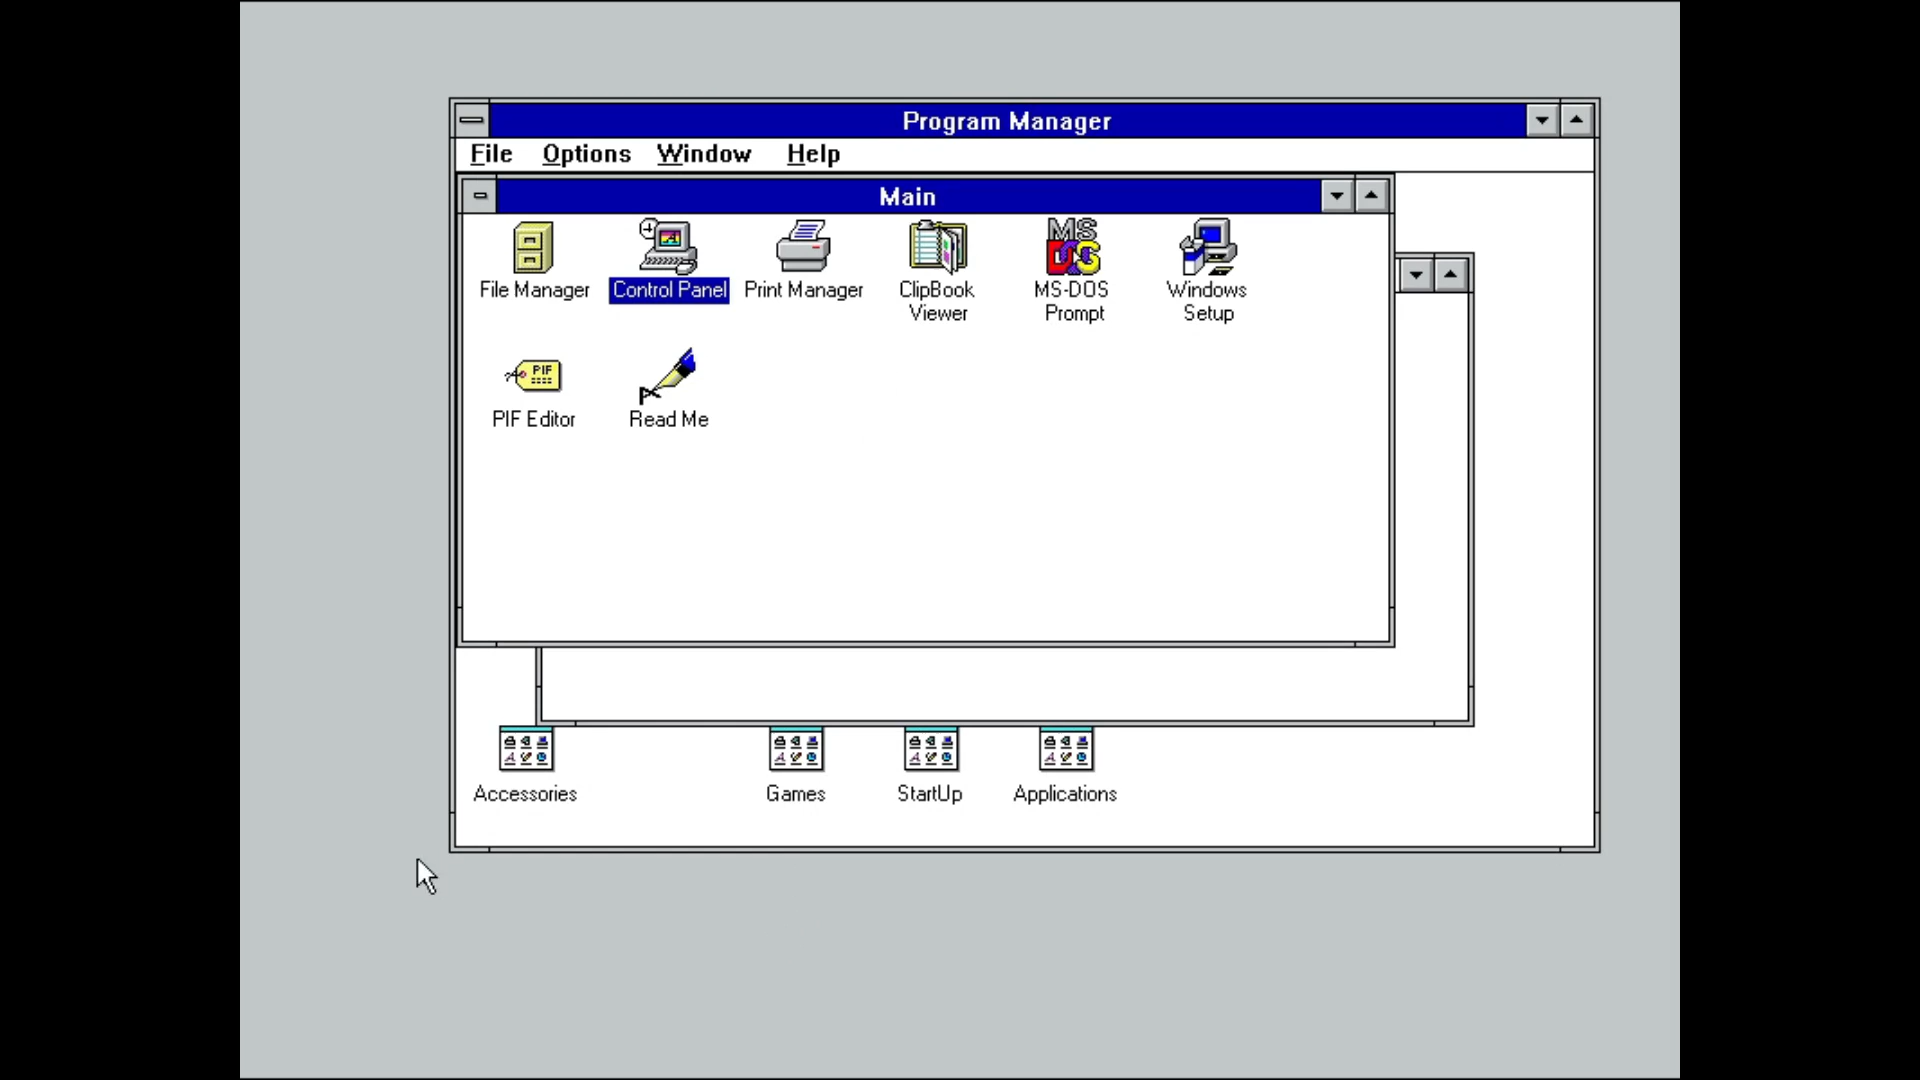 Program Manager
File Options Window Help
Main
File Manager Control Panel Print Manager ClipBook Viewer MS-DOS Prompt Windows Setup
PIF Editor Read Me
Accessories Games StartUp Applications